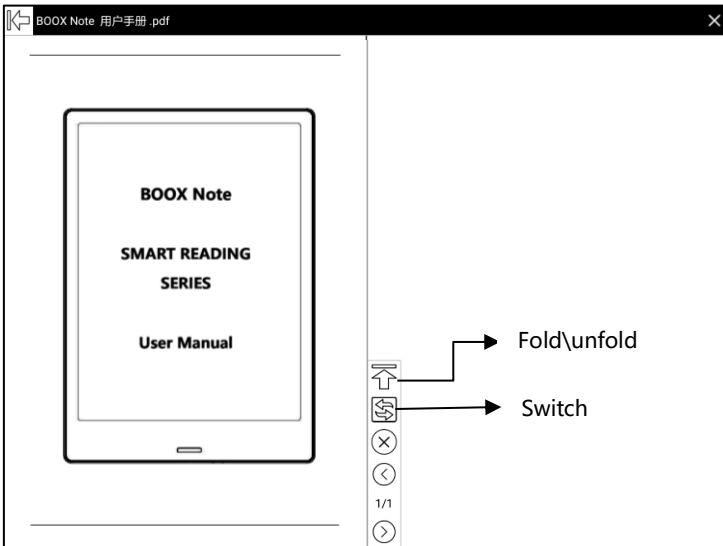 BOOX Note 用户手册 .pdf
BOOX Note
SMART READING
SERIES
User Manual
Fold\unfold
Switch
1/1